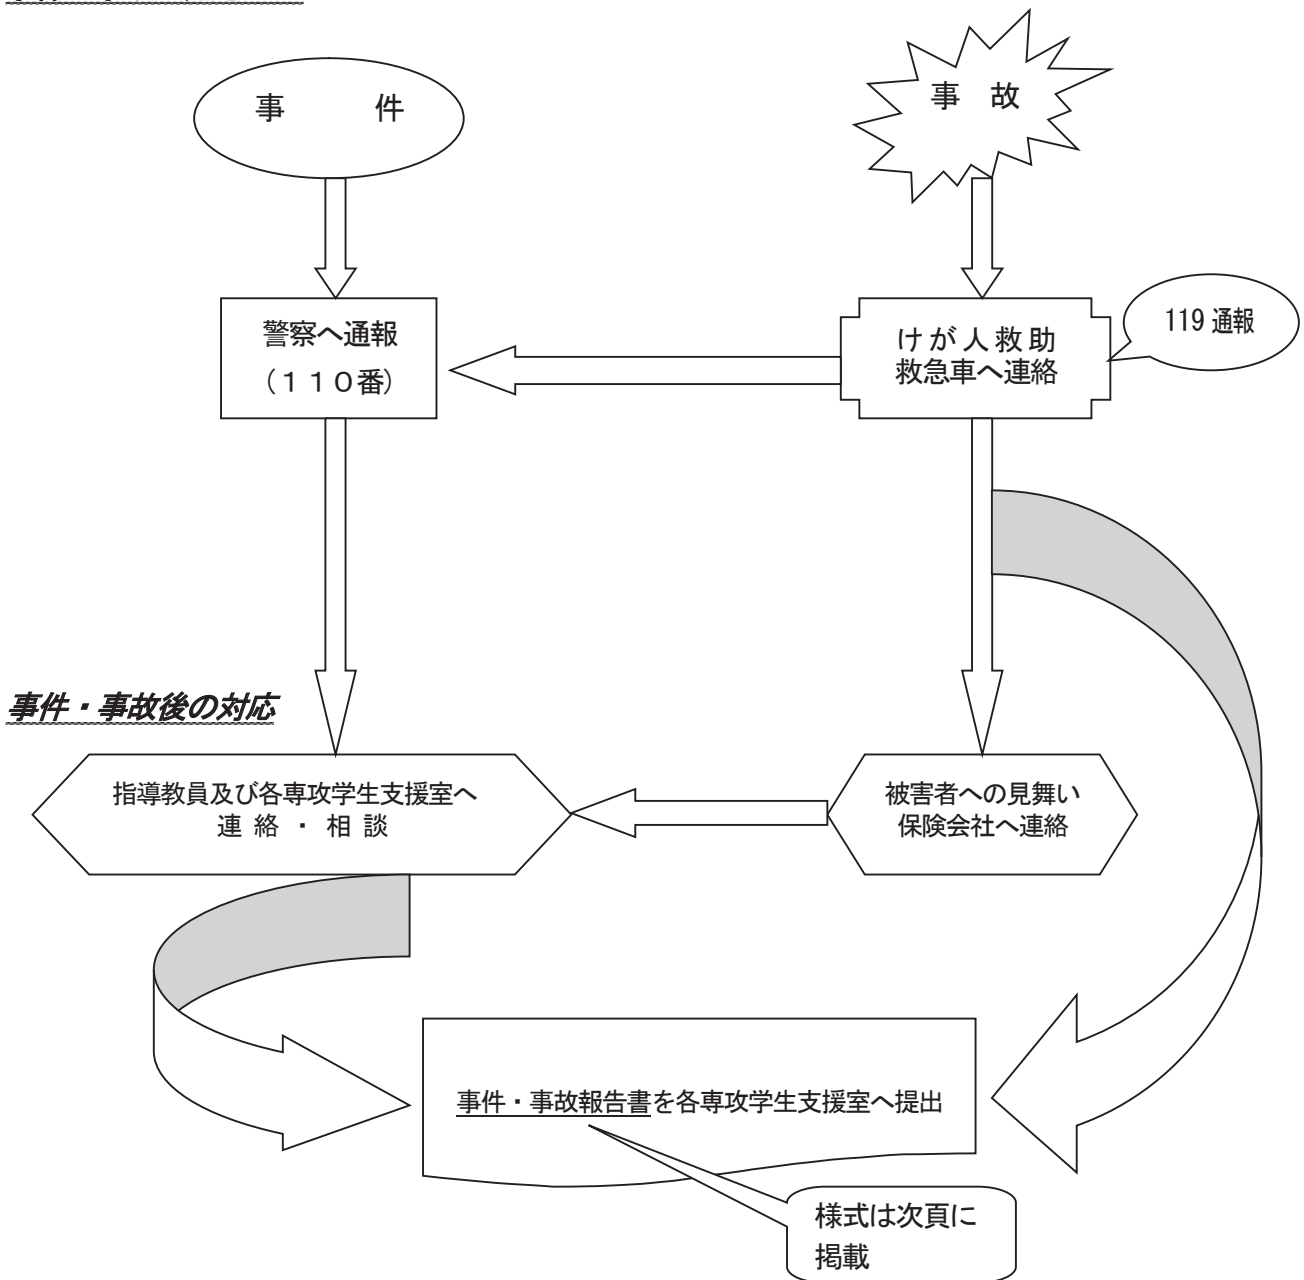 事　　件
事　故
警察へ通報
（１１０番）
けが人救助
救急車へ連絡
119 通報
事件・事故後の対応
指導教員及び各専攻学生支援室へ
連 絡 ・ 相 談
被害者への見舞い
保険会社へ連絡
事件・事故報告書を各専攻学生支援室へ提出
様式は次頁に
掲載